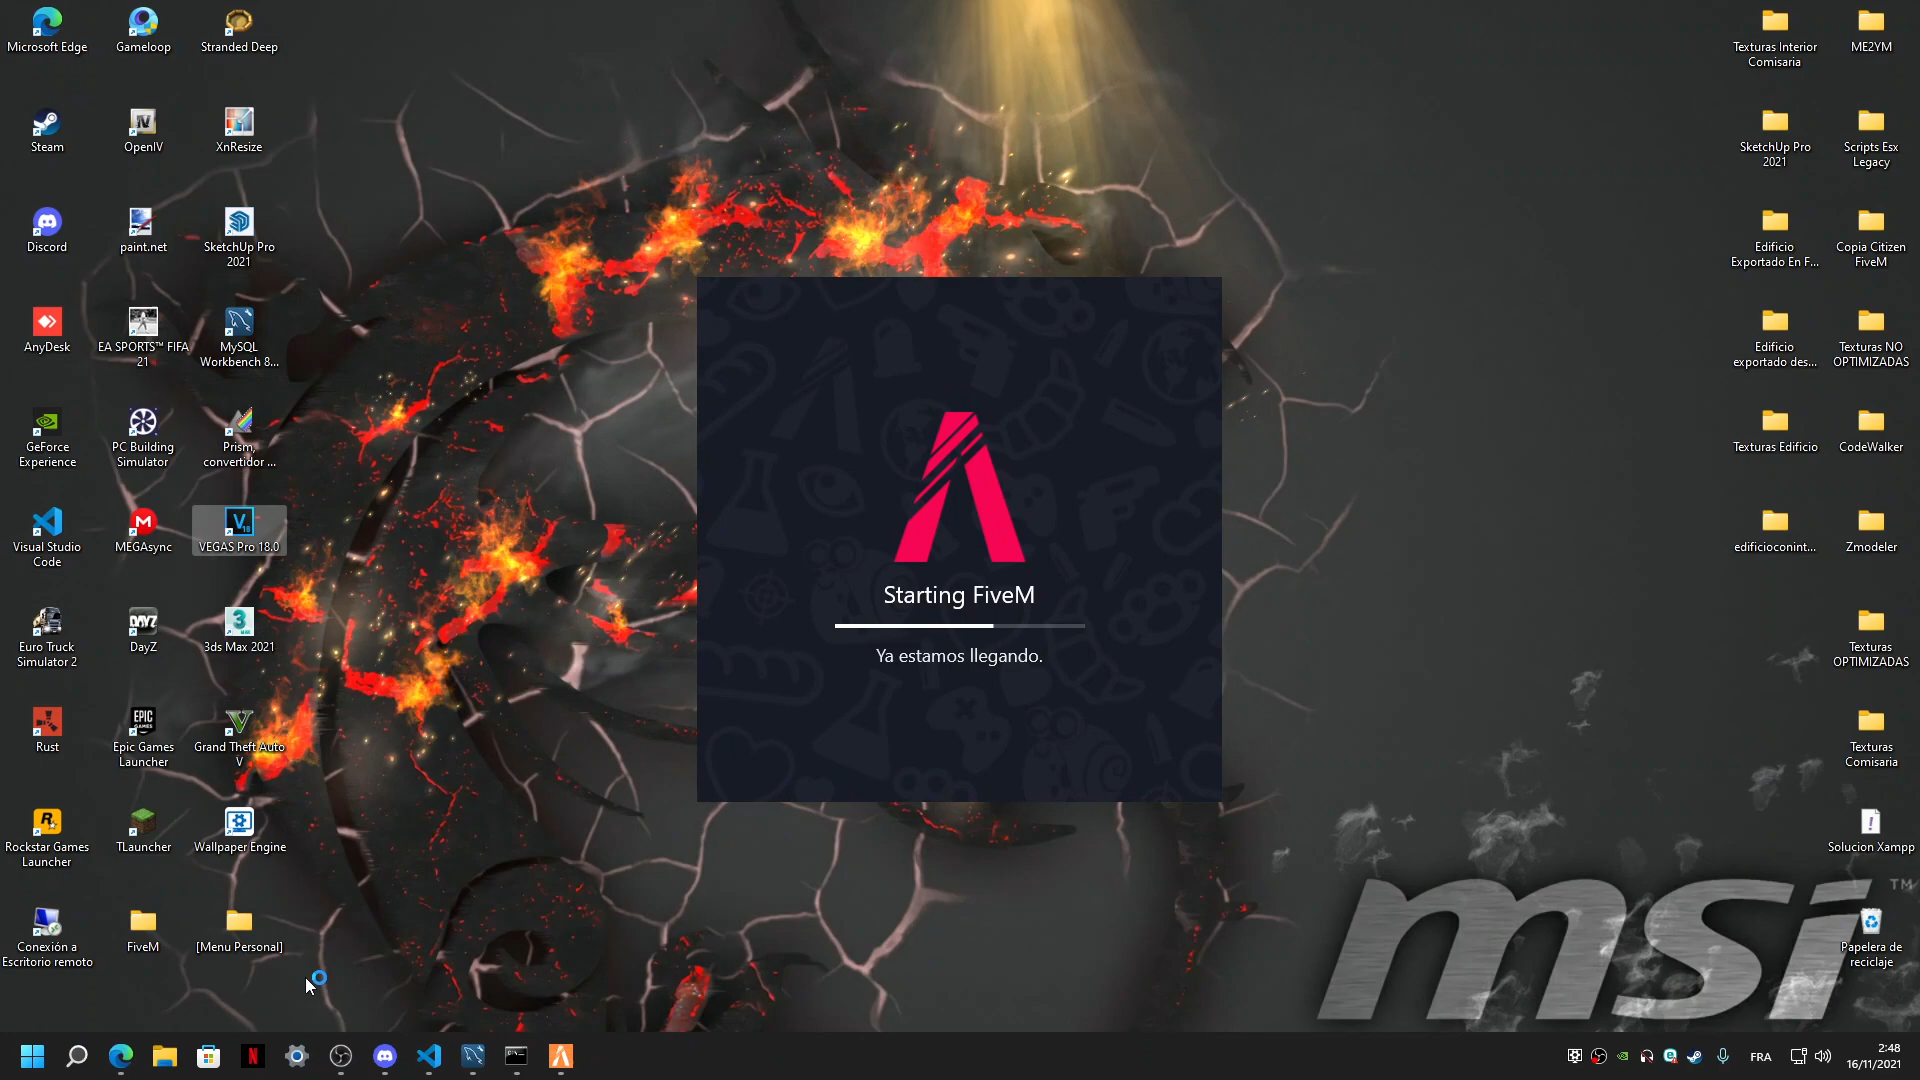 Microsoft Edge
Gameloop
Stranded Deep
Texturas Interior
Comisaria
ME2YM
Steam
OpenIV
XnResize
SketchUp Pro
2021
Scripts Esx
Legacy
Discord
paint.net
SketchUp Pro
2021
Edificio
Exportado En F...
Copia Citizen
FiveM
AnyDesk
EA SPORTS™ FIFA
21
MySQL
Workbench 8...
Edificio
exportado des...
Texturas NO
OPTIMIZADAS
GeForce
Experience
PC Building
Simulator
Prism,
convertidor ...
Texturas Edificio
CodeWalker
Visual Studio
Code
MEGAsync
VEGAS Pro 18.0
edificioconint...
Zmodeler
Starting FiveM
Ya estamos llegando.
Euro Truck
Simulator 2
DayZ
3ds Max 2021
Texturas
OPTIMIZADAS
Rust
Epic Games
Launcher
Grand Theft Auto
V
Texturas
Comisaria
Rockstar Games
Launcher
TLauncher
Wallpaper Engine
Solucion Xampp
msi™
Conexión a
Escritorio remoto
FiveM
[Menu Personal]
Papelera de
reciclaje
FRA
2:48
16/11/2021